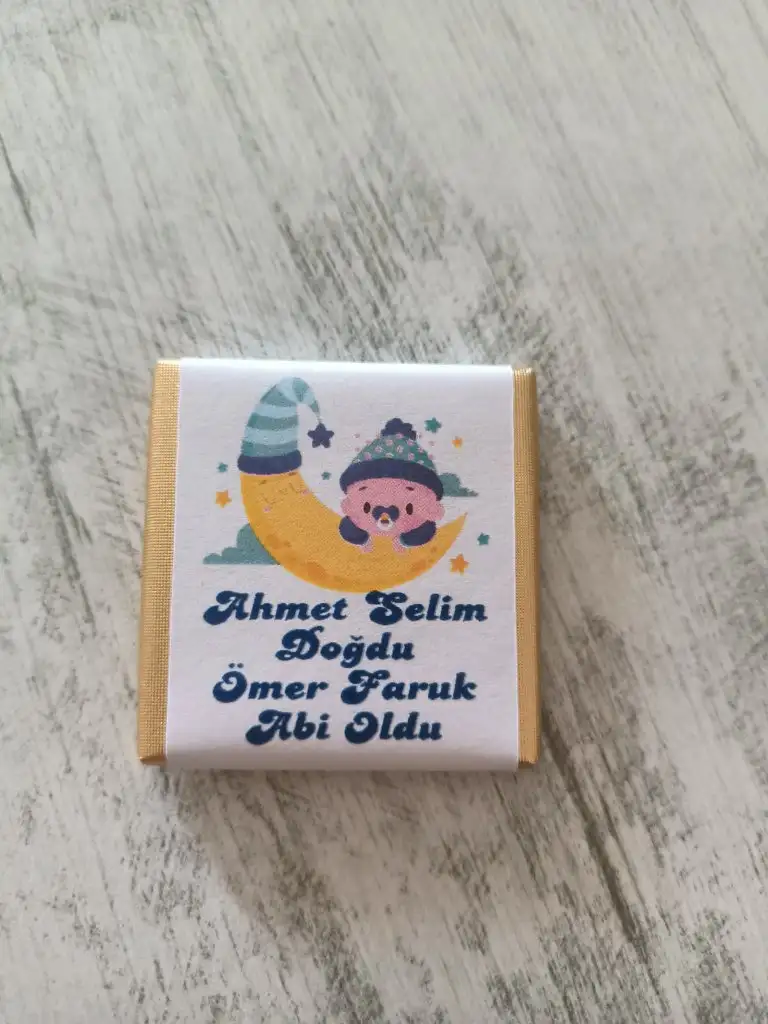 Ahmet Selim
Doğdu
Ömer Faruk
Abi Oldu